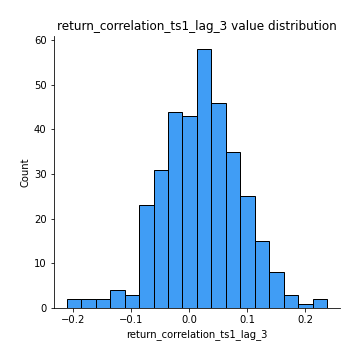 return_correlation_ts1_lag_3 value distribution
60
50
40
30
20
10
0
Count
−0.2 −0.1 0.0 0.1 0.2
return_correlation_ts1_lag_3